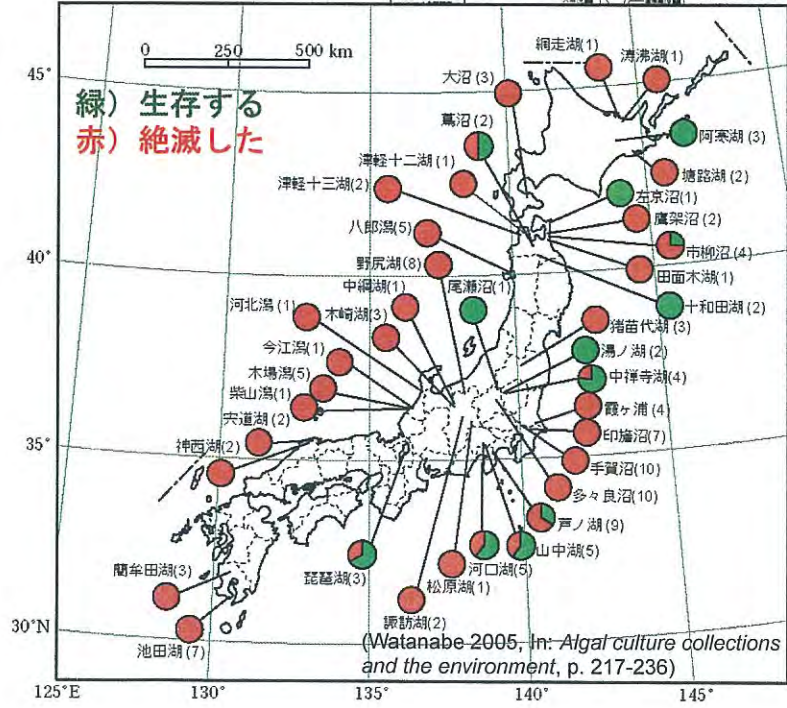 0 250 500 km
緑）生存する
赤）絶滅した
網走湖(1)
濤沸湖(1)
大沼(3)
阿寒湖(3)
蔦沼(2)
塘路湖(2)
津軽十二湖(1)
左京沼(1)
津軽十三湖(2)
鷹架沼(2)
市柳沼(4)
八郎潟(5)
田面木湖(1)
野尻湖(8)
十和田湖(2)
尾瀬沼(1)
中綱湖(1)
猪苗代湖(3)
河北潟(1)
木崎湖(3)
湯ノ湖(2)
今江潟(1)
中禅寺湖(4)
木場潟(5)
柴山潟(1)
霞ヶ浦(4)
宍道湖(2)
印旛沼(7)
神西湖(2)
手賀沼(10)
多々良沼(10)
芦ノ湖(9)
山中湖(5)
河口湖(5)
琵琶湖(3)
松原湖(1)
諏訪湖(2)
藺牟田湖(3)
池田湖(7)
(Watanabe 2005, In: Algal culture collections
and the environment, p. 217-236)
45°
40°
35°
30°N
125°E
130°
135°
140°
145°